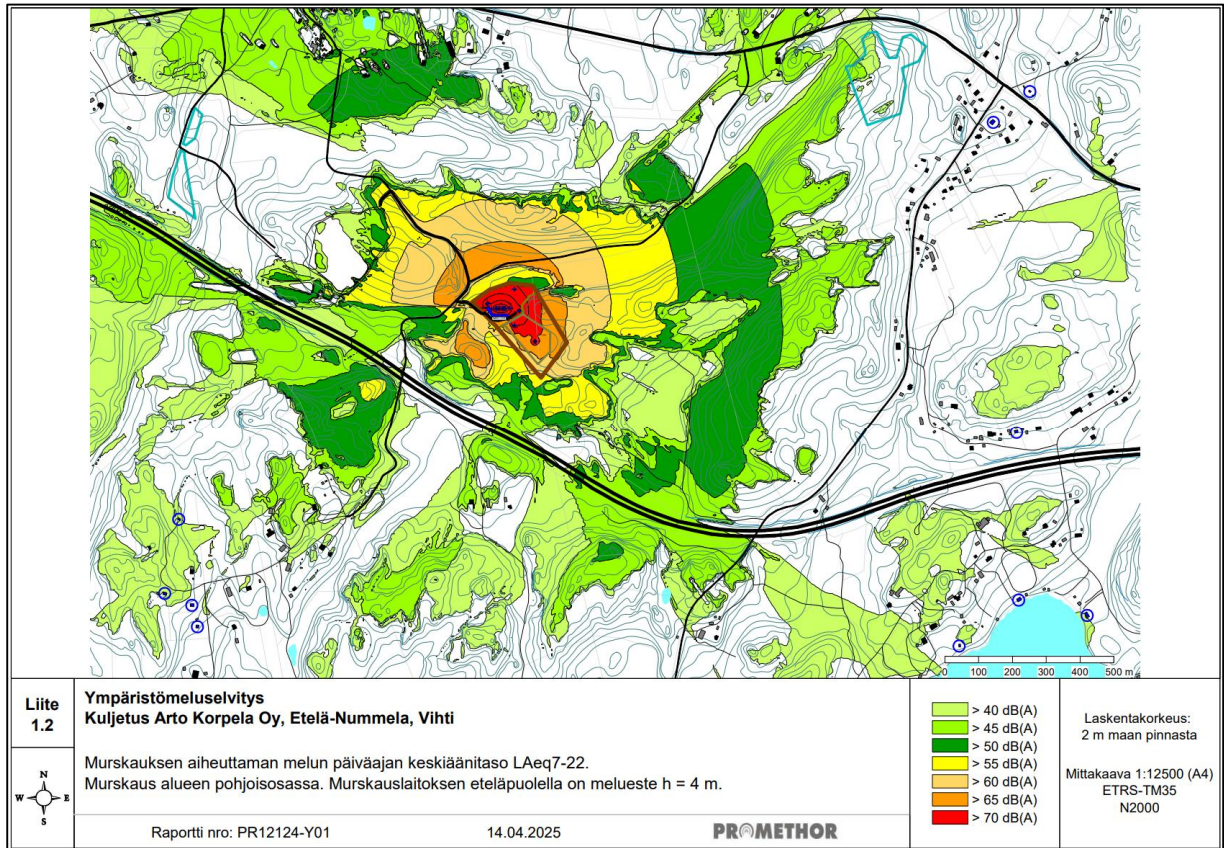 0 100 200 300 400 500 m
Liite
1.2
N
W E
S
Ympäristömeluselvitys
Kuljetus Arto Korpela Oy, Etelä-Nummela, Vihti
Murskauksen aiheuttaman melun päiväajan keskiäänitaso LAeq7-22.
Murskaus alueen pohjoisosassa. Murskauslaitoksen eteläpuolella on melueste h = 4 m.
Raportti nro: PR12124-Y01 14.04.2025 PROMETHOR
> 40 dB(A)
> 45 dB(A)
> 50 dB(A)
> 55 dB(A)
> 60 dB(A)
> 65 dB(A)
> 70 dB(A)
Laskentakorkeus:
2 m maan pinnasta
Mittakaava 1:12500 (A4)
ETRS-TM35
N2000